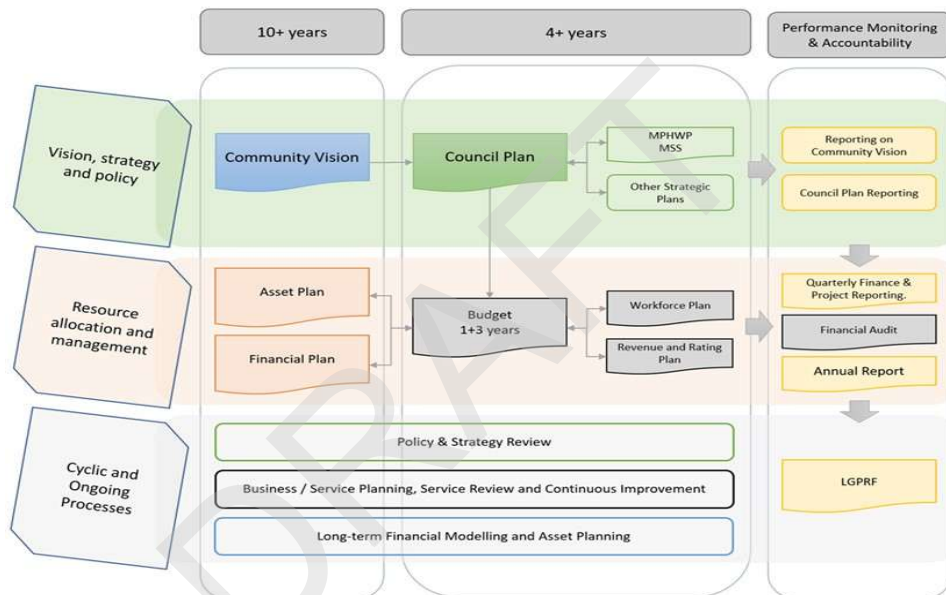 10+ years
4+ years
Performance Monitoring
& Accountability
Vision, strategy
and policy
Community Vision
Council Plan
MPHWP
MSS
Other Strategic
Plans
Reporting on
Community Vision
Council Plan Reporting
Resource
allocation and
management
Asset Plan
Financial Plan
Budget
1+3 years
Workforce Plan
Revenue and Rating
Plan
Quarterly Finance &
Project Reporting.
Financial Audit
Annual Report
Cyclic and
Ongoing
Processes
Policy & Strategy Review
Business / Service Planning, Service Review and Continuous Improvement
Long-term Financial Modelling and Asset Planning
LGPRF
DRAFT